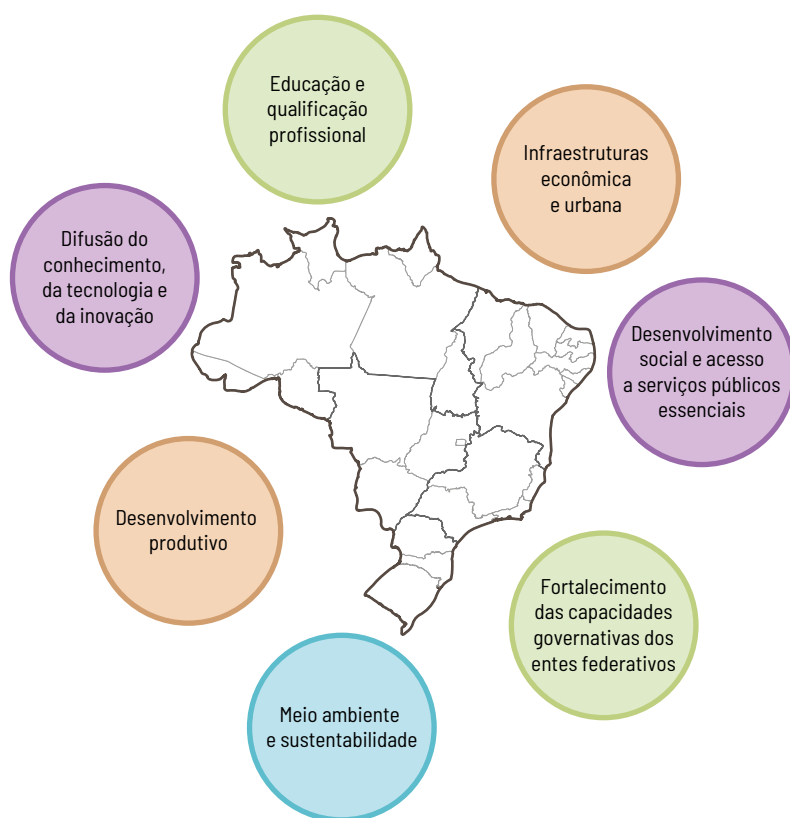 Educação e
qualificação
profissional
Infraestruturas
econômica
e urbana
Difusão do
conhecimento,
da tecnologia e
da inovação
Desenvolvimento
social e acesso
a serviços públicos
essenciais
Desenvolvimento
produtivo
Fortalecimento
das capacidades
governativas dos
entes federativos
Meio ambiente
e sustentabilidade